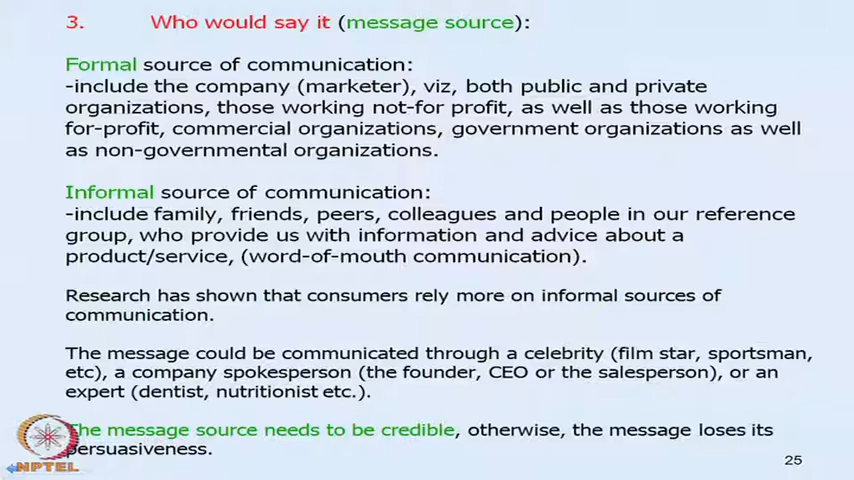 3. Who would say it (message source):
Formal source of communication:
-include the company (marketer), viz, both public and private
organizations, those working not-for profit, as well as those working
for-profit, commercial organizations, government organizations as well
as non-governmental organizations.
Informal source of communication:
-include family, friends, peers, colleagues and people in our reference
group, who provide us with information and advice about a
product/service, (word-of-mouth communication).
Research has shown that consumers rely more on informal sources of
communication.
The message could be communicated through a celebrity (film star, sportsman,
etc), a company spokesperson (the founder, CEO or the salesperson), or an
expert (dentist, nutritionist etc.).
The message source needs to be credible, otherwise, the message loses its
persuasiveness.
NPTEL
25